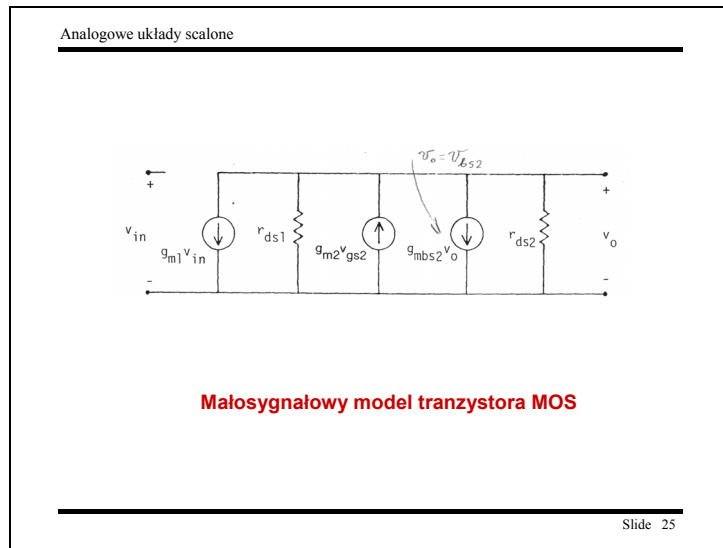 Analogowe układy scalone
v₀ = v_bs2
+ +
v_in g_m1 v_in r_ds1 g_m2 v_gs2 g_mbs2 v_o r_ds2 v_o
- -
Małosygnałowy model tranzystora MOS
Slide 25